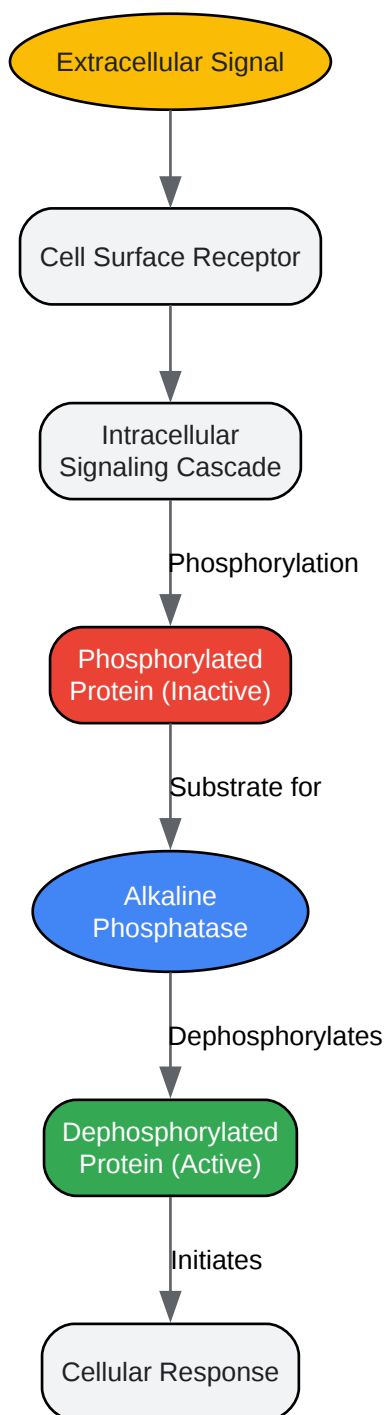 Extracellular Signal
Cell Surface Receptor
Intracellular
Signaling Cascade
Phosphorylation
Phosphorylated
Protein (Inactive)
Substrate for
Alkaline
Phosphatase
Dephosphorylates
Dephosphorylated
Protein (Active)
Initiates
Cellular Response